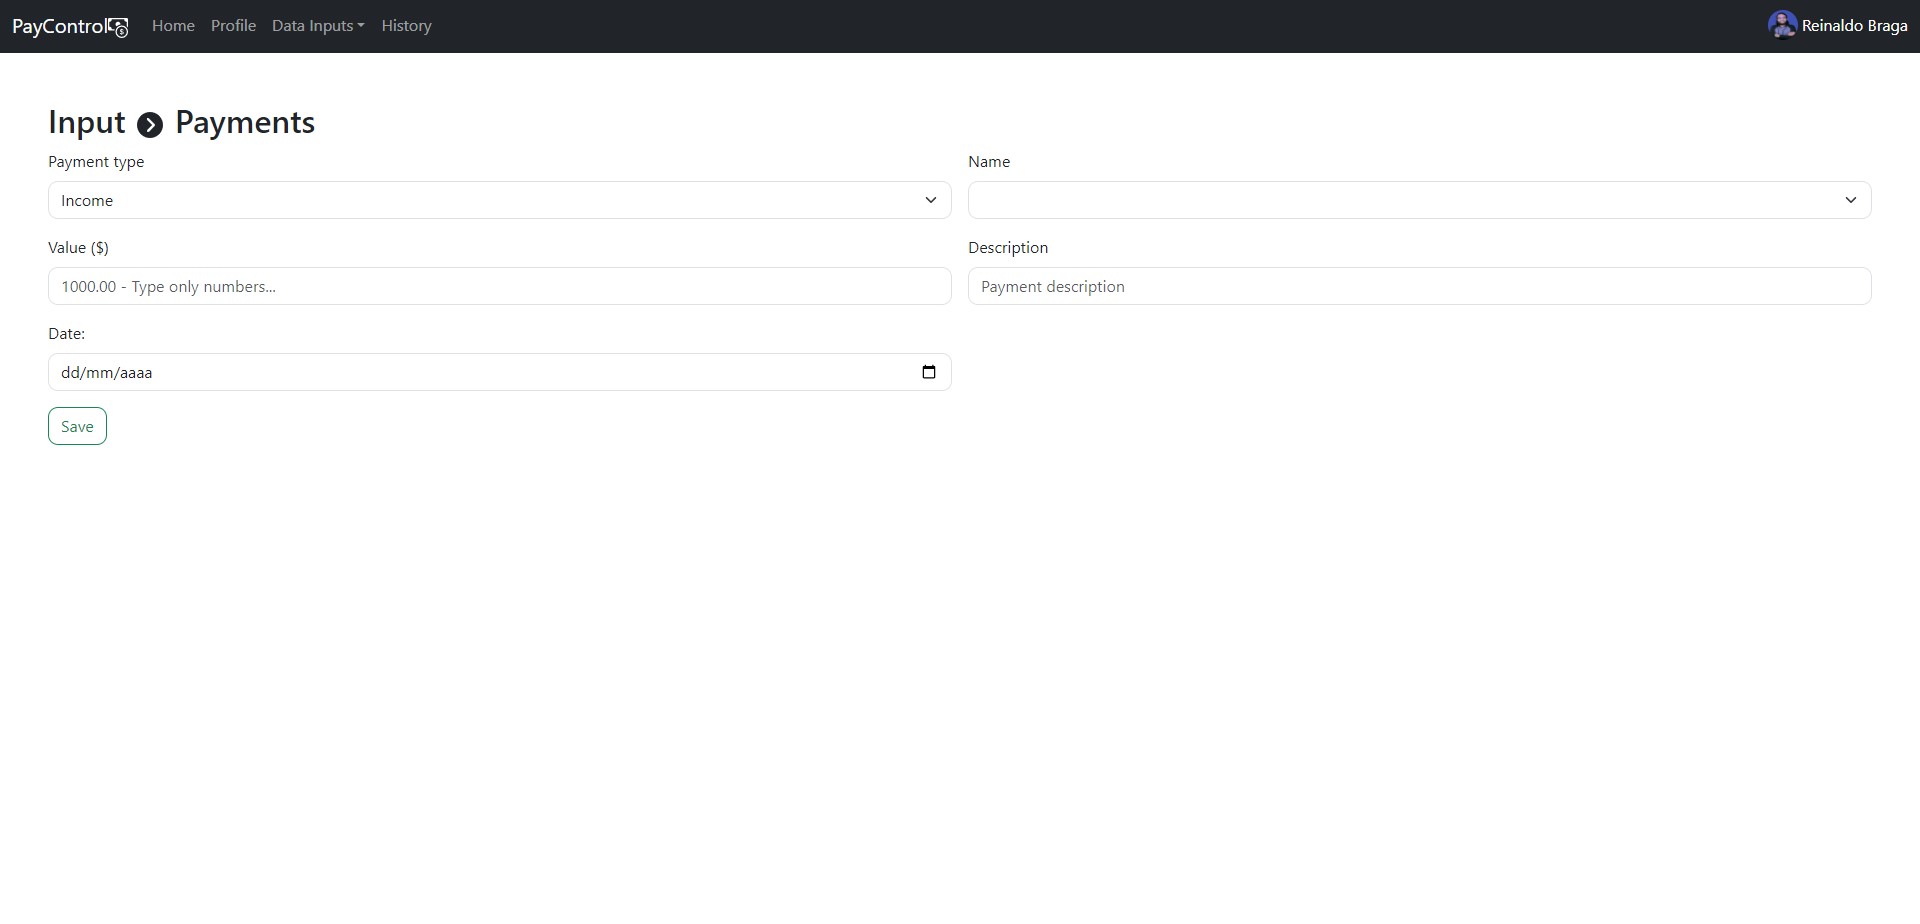 PayControl Home Profile Data Inputs History Reinaldo Braga
Input Payments
Payment type Name
Income
Value ($) Description
1000.00 - Type only numbers... Payment description
Date:
dd/mm/aaaa
Save